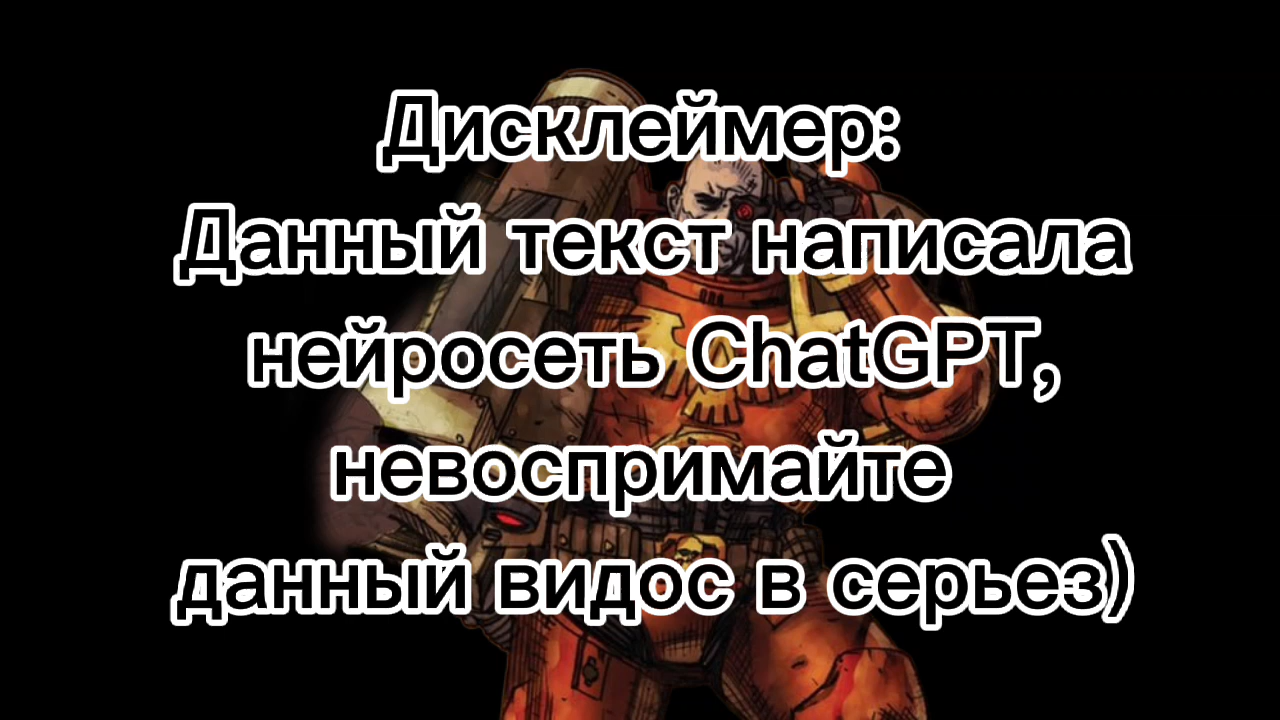 Дисклеймер:
Данный текст написала
нейросеть ChatGPT,
невоспримайте
данный видос в серьез)